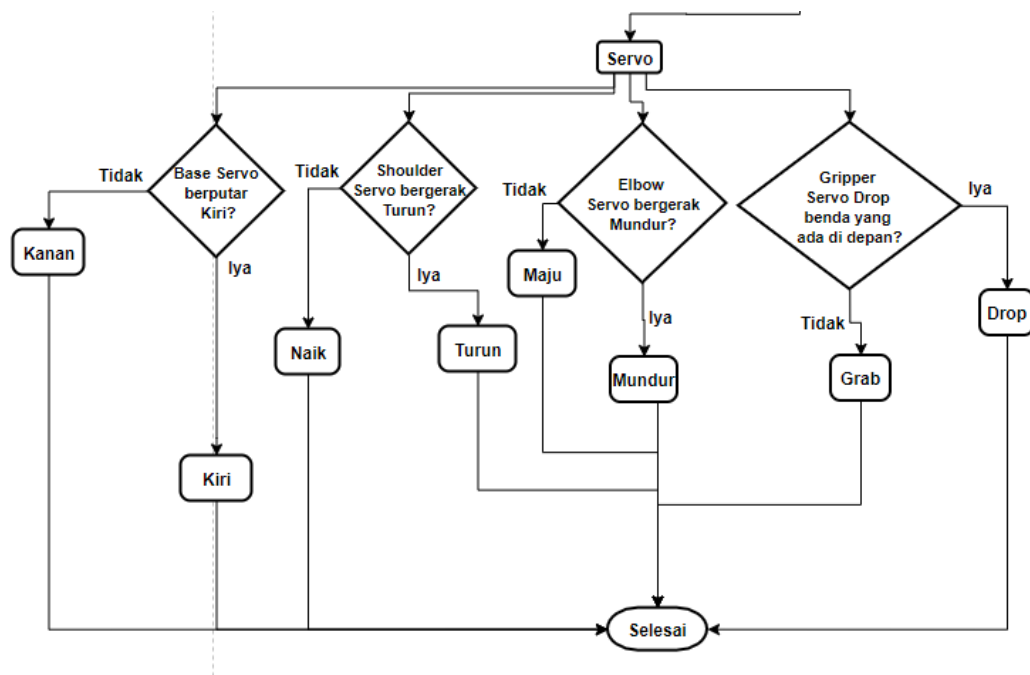 Servo
Tidak
Base Servo
berputar
Kiri?
Tidak
Shoulder
Servo bergerak
Turun?
Tidak
Elbow
Servo bergerak
Mundur?
Gripper
Servo Drop
benda yang
ada di depan?
Iya
Kanan
Iya
Iya
Maju
Iya
Tidak
Drop
Naik
Turun
Mundur
Grab
Kiri
Selesai